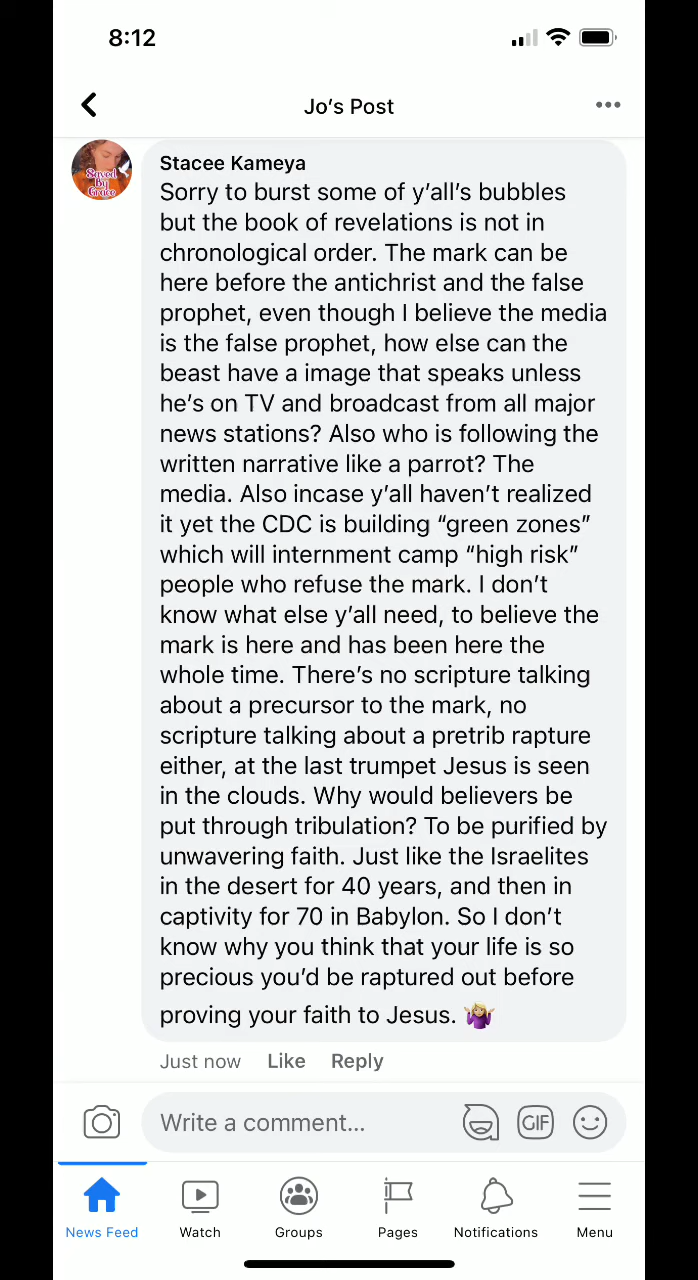 8:12
Jo's Post
Saved
By
Grace
Stacee Kameya
Sorry to burst some of y'all's bubbles
but the book of revelations is not in
chronological order. The mark can be
here before the antichrist and the false
prophet, even though I believe the media
is the false prophet, how else can the
beast have a image that speaks unless
he's on TV and broadcast from all major
news stations? Also who is following the
written narrative like a parrot? The
media. Also incase y'all haven't realized
it yet the CDC is building “green zones”
which will internment camp “high risk”
people who refuse the mark. I don't
know what else y'all need, to believe the
mark is here and has been here the
whole time. There's no scripture talking
about a precursor to the mark, no
scripture talking about a pretrib rapture
either, at the last trumpet Jesus is seen
in the clouds. Why would believers be
put through tribulation? To be purified by
unwavering faith. Just like the Israelites
in the desert for 40 years, and then in
captivity for 70 in Babylon. So I don't
know why you think that your life is so
precious you'd be raptured out before
proving your faith to Jesus. 🤷🏼‍♀️
Just now Like Reply
Write a comment... GIF
News Feed Watch Groups Pages Notifications Menu